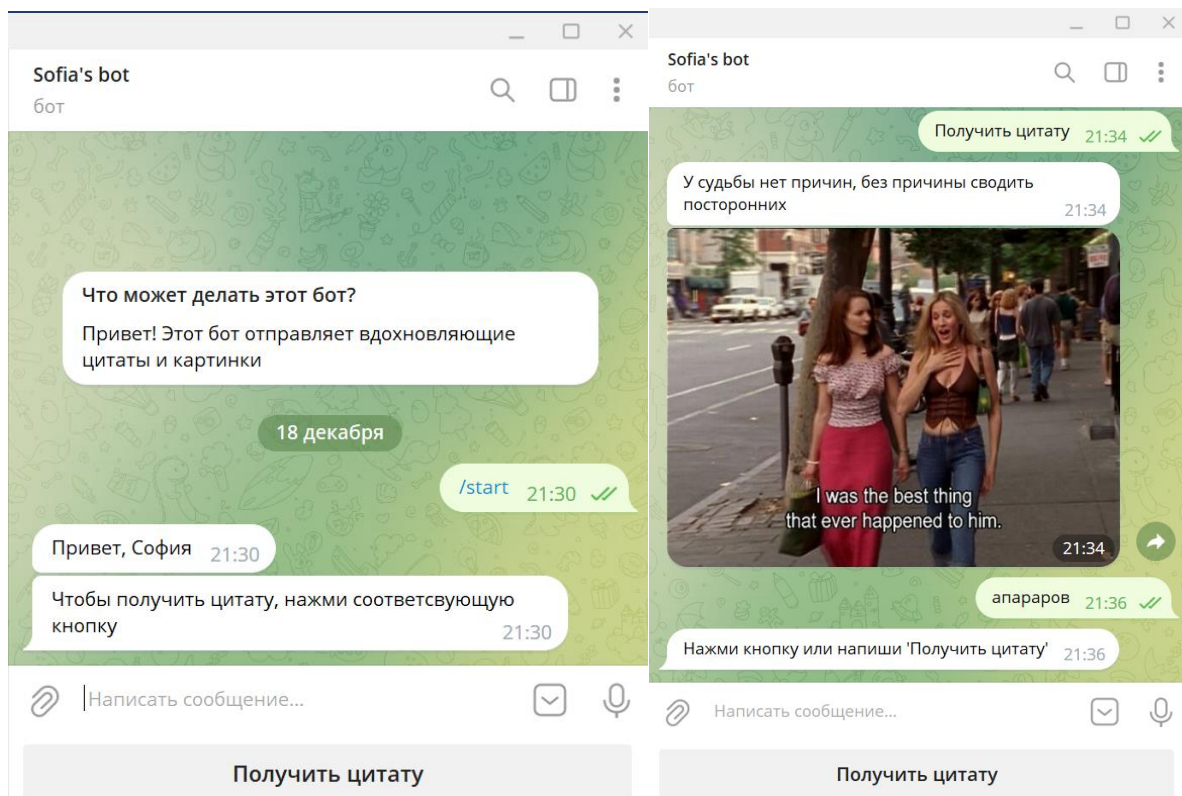 Sofia's bot
бот
Что может делать этот бот?
Привет! Этот бот отправляет вдохновляющие
цитаты и картинки
18 декабря
/start 21:30
Привет, София 21:30
Чтобы получить цитату, нажми соответсвующую
кнопку
21:30
Написать сообщение...
Получить цитату
Sofia's bot
бот
Получить цитату 21:34
У судьбы нет причин, без причины сводить
посторонних
21:34
I was the best thing
that ever happened to him.
21:34
апараров 21:36
Нажми кнопку или напиши 'Получить цитату' 21:36
Написать сообщение...
Получить цитату